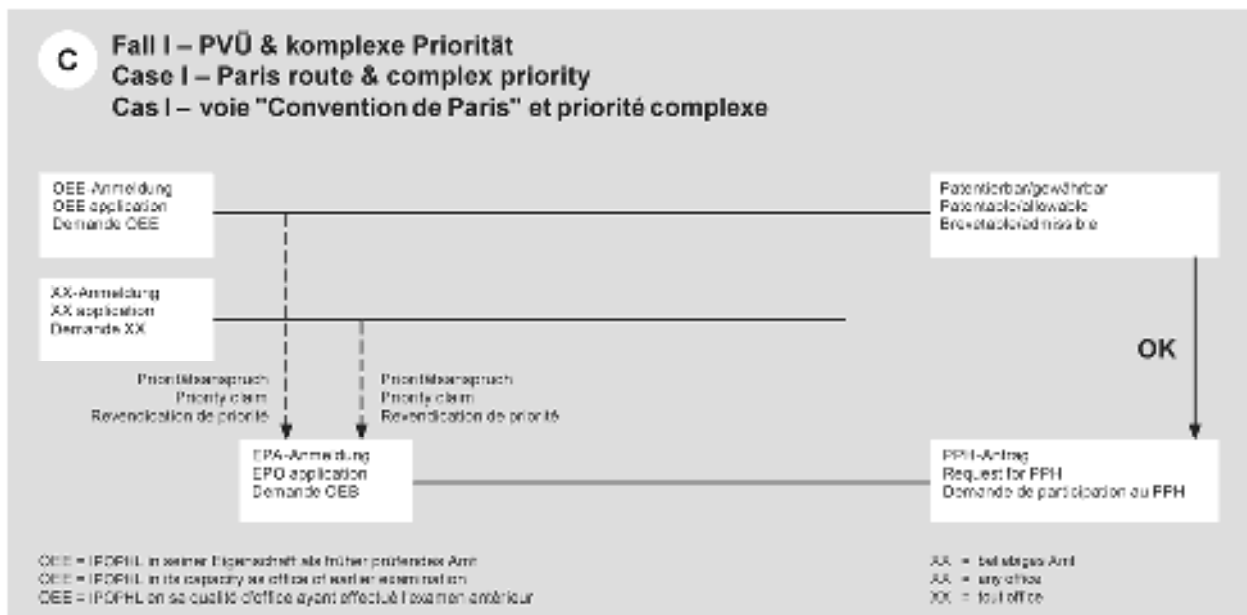 C
Fall I – PVÜ & komplexe Priorität
Case I – Paris route & complex priority
Cas I – voie "Convention de Paris" et priorité complexe
OEE-Anmeldung
OEE application
Demande OEE
Patentierbar/gewährbar
Patentable/allowable
Brevetable/admissible
XX-Anmeldung
XX application
Demande XX
OK
Prioritätsanspruch
Priority claim
Revendication de priorité
Prioritätsanspruch
Priority claim
Revendication de priorité
EPA-Anmeldung
EPO application
Demande OEB
PPH-Antrag
Request for PPH
Demande de participation au PPH
OEE = IPOPHL in seiner Eigenschaft als früher prüfendes Amt
OEE = IPOPHL in its capacity as office of earlier examination
OEE = IPOPHL en sa qualité d'office ayant effectué l'examen antérieur
XX = beliebiges Amt
XX = any office
XX = tout office